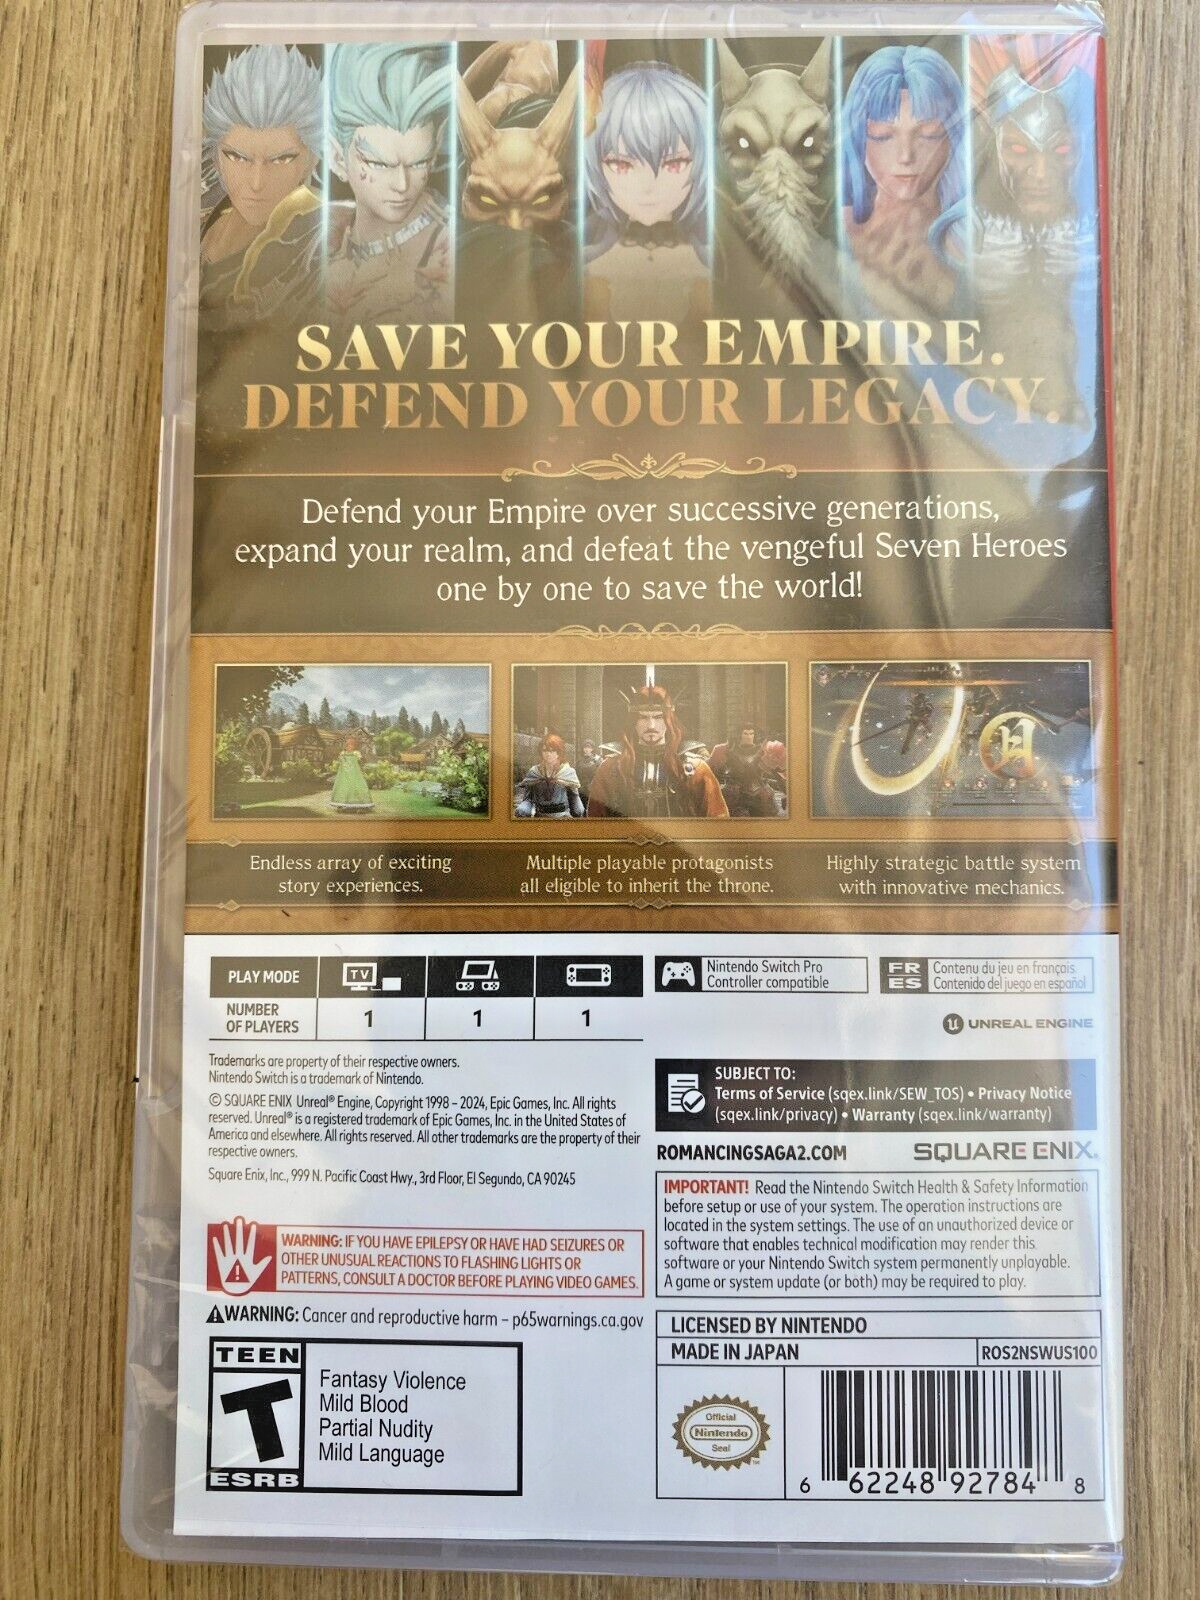 SAVE YOUR EMPIRE.
DEFEND YOUR LEGACY.
Defend your Empire over successive generations,
expand your realm, and defeat the vengeful Seven Heroes
one by one to save the world!
Endless array of exciting
story experiences.
Multiple playable protagonists
all eligible to inherit the throne.
Highly strategic battle system
with innovative mechanics.
PLAY MODE
TV
NUMBER
OF PLAYERS
1
1
1
Nintendo Switch Pro
Controller compatible
FR
ES
Contenu du jeu en français
Contenido del juego en español
UNREAL ENGINE
Trademarks are property of their respective owners.
Nintendo Switch is a trademark of Nintendo.
© SQUARE ENIX Unreal® Engine, Copyright 1998 – 2024, Epic Games, Inc. All rights
reserved. Unreal® is a registered trademark of Epic Games, Inc. in the United States of
America and elsewhere. All rights reserved. All other trademarks are the property of their
respective owners.
Square Enix, Inc., 999 N. Pacific Coast Hwy., 3rd Floor, El Segundo, CA 90245
SUBJECT TO:
Terms of Service (sqex.link/SEW_TOS) • Privacy Notice
(sqex.link/privacy) • Warranty (sqex.link/warranty)
ROMANCINGSAGA2.COM
SQUARE ENIX.
WARNING: IF YOU HAVE EPILEPSY OR HAVE HAD SEIZURES OR
OTHER UNUSUAL REACTIONS TO FLASHING LIGHTS OR
PATTERNS, CONSULT A DOCTOR BEFORE PLAYING VIDEO GAMES.
WARNING: Cancer and reproductive harm – p65warnings.ca.gov
IMPORTANT! Read the Nintendo Switch Health & Safety Information
before setup or use of your system. The operation instructions are
located in the system settings. The use of an unauthorized device or
software that enables technical modification may render this
software or your Nintendo Switch system permanently unplayable.
A game or system update (or both) may be required to play.
TEEN
T
ESRB
Fantasy Violence
Mild Blood
Partial Nudity
Mild Language
LICENSED BY NINTENDO
MADE IN JAPAN
ROS2NSWUS100
Official
Nintendo
Seal
6 62248 92784 8